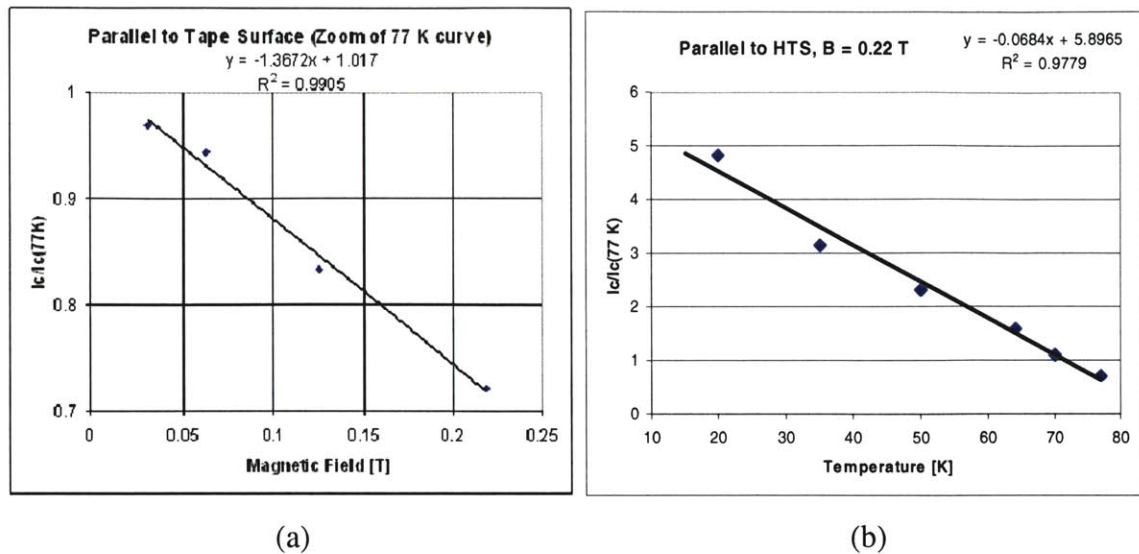 Parallel to Tape Surface (Zoom of 77 K curve)
y = -1.3672x + 1.017
R² = 0.9905
1
0.9
0.8
0.7
Ic/Ic(77K)
0
0.05
0.1
0.15
0.2
0.25
Magnetic Field [T]
(a)
Parallel to HTS, B = 0.22 T
y = -0.0684x + 5.8965
R² = 0.9779
6
5
4
3
2
1
0
Ic/Ic(77 K)
10
20
30
40
50
60
70
80
Temperature [K]
(b)